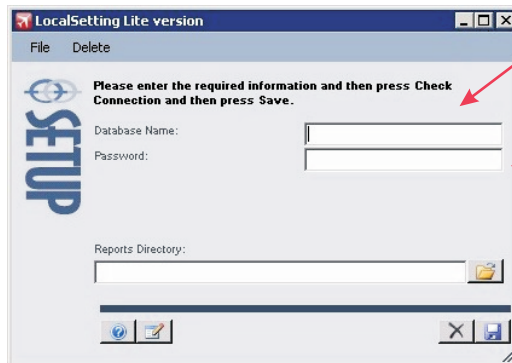 LocalSetting Lite version
File Delete
Please enter the required information and then press Check
Connection and then press Save.
Database Name:
Password:
Reports Directory:
SETUP